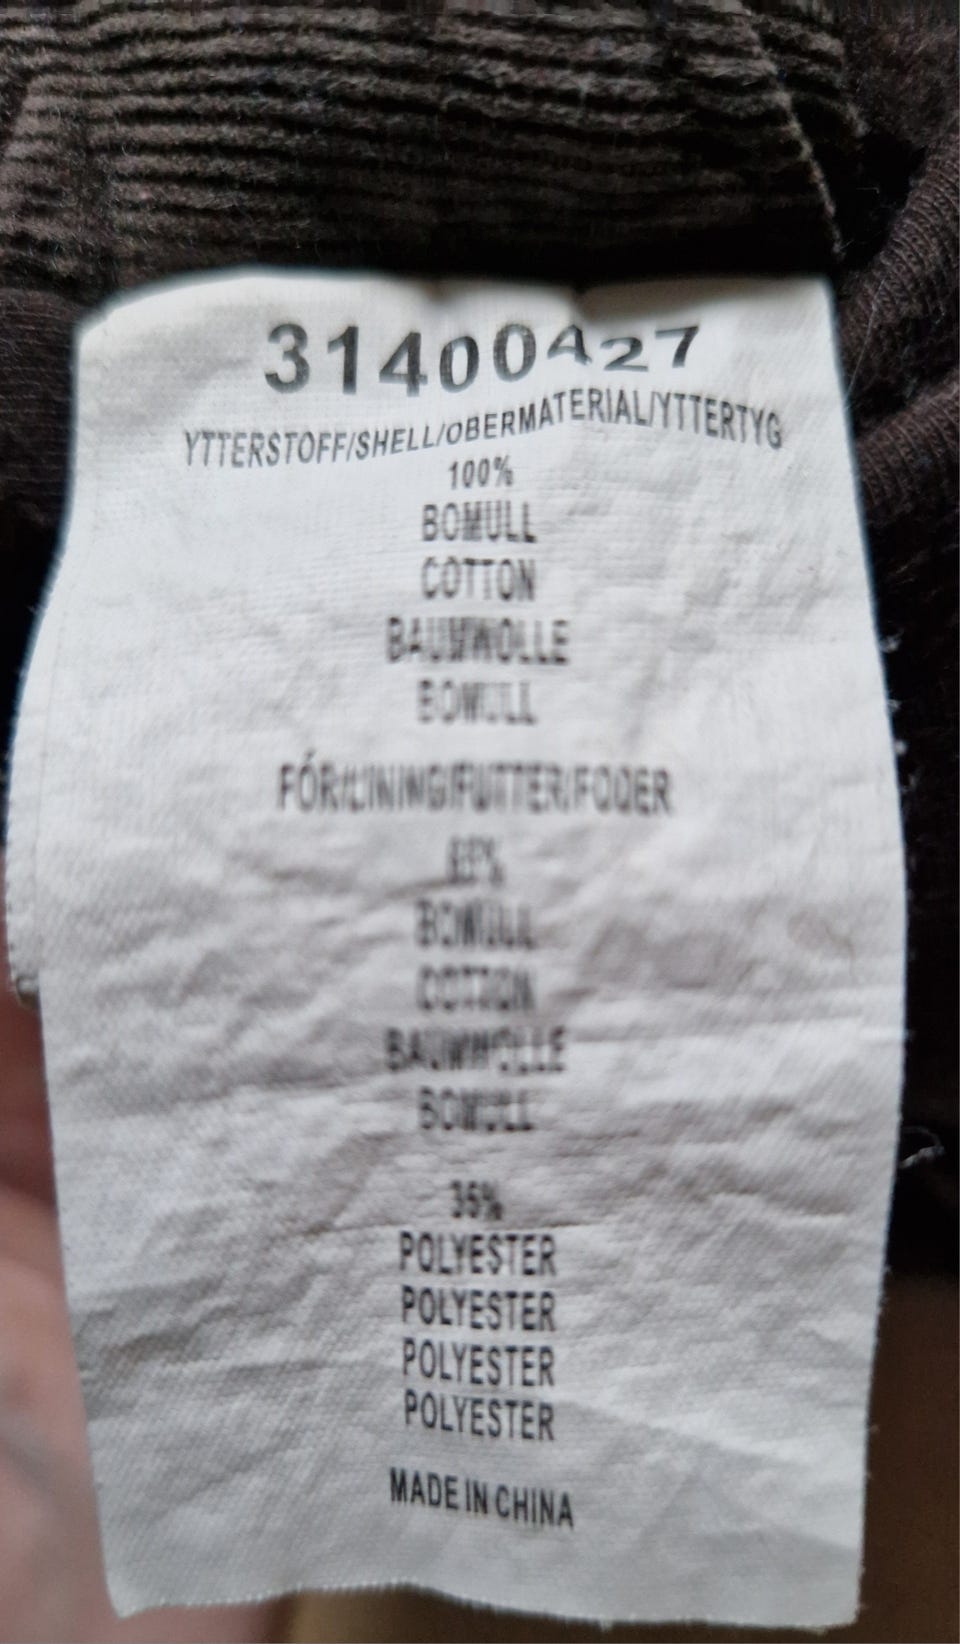 31400427
YTTERSTOFF/SHELL/OBERMATERIAL/YTTERTYG
100%
BOMULL
COTTON
BAUMWOLLE
BOMULL
FÓR/LINING/FUTTER/FODER
BOMULL
COTTON
BAUMWOLLE
BOMULL
35%
POLYESTER
POLYESTER
POLYESTER
POLYESTER
MADE IN CHINA